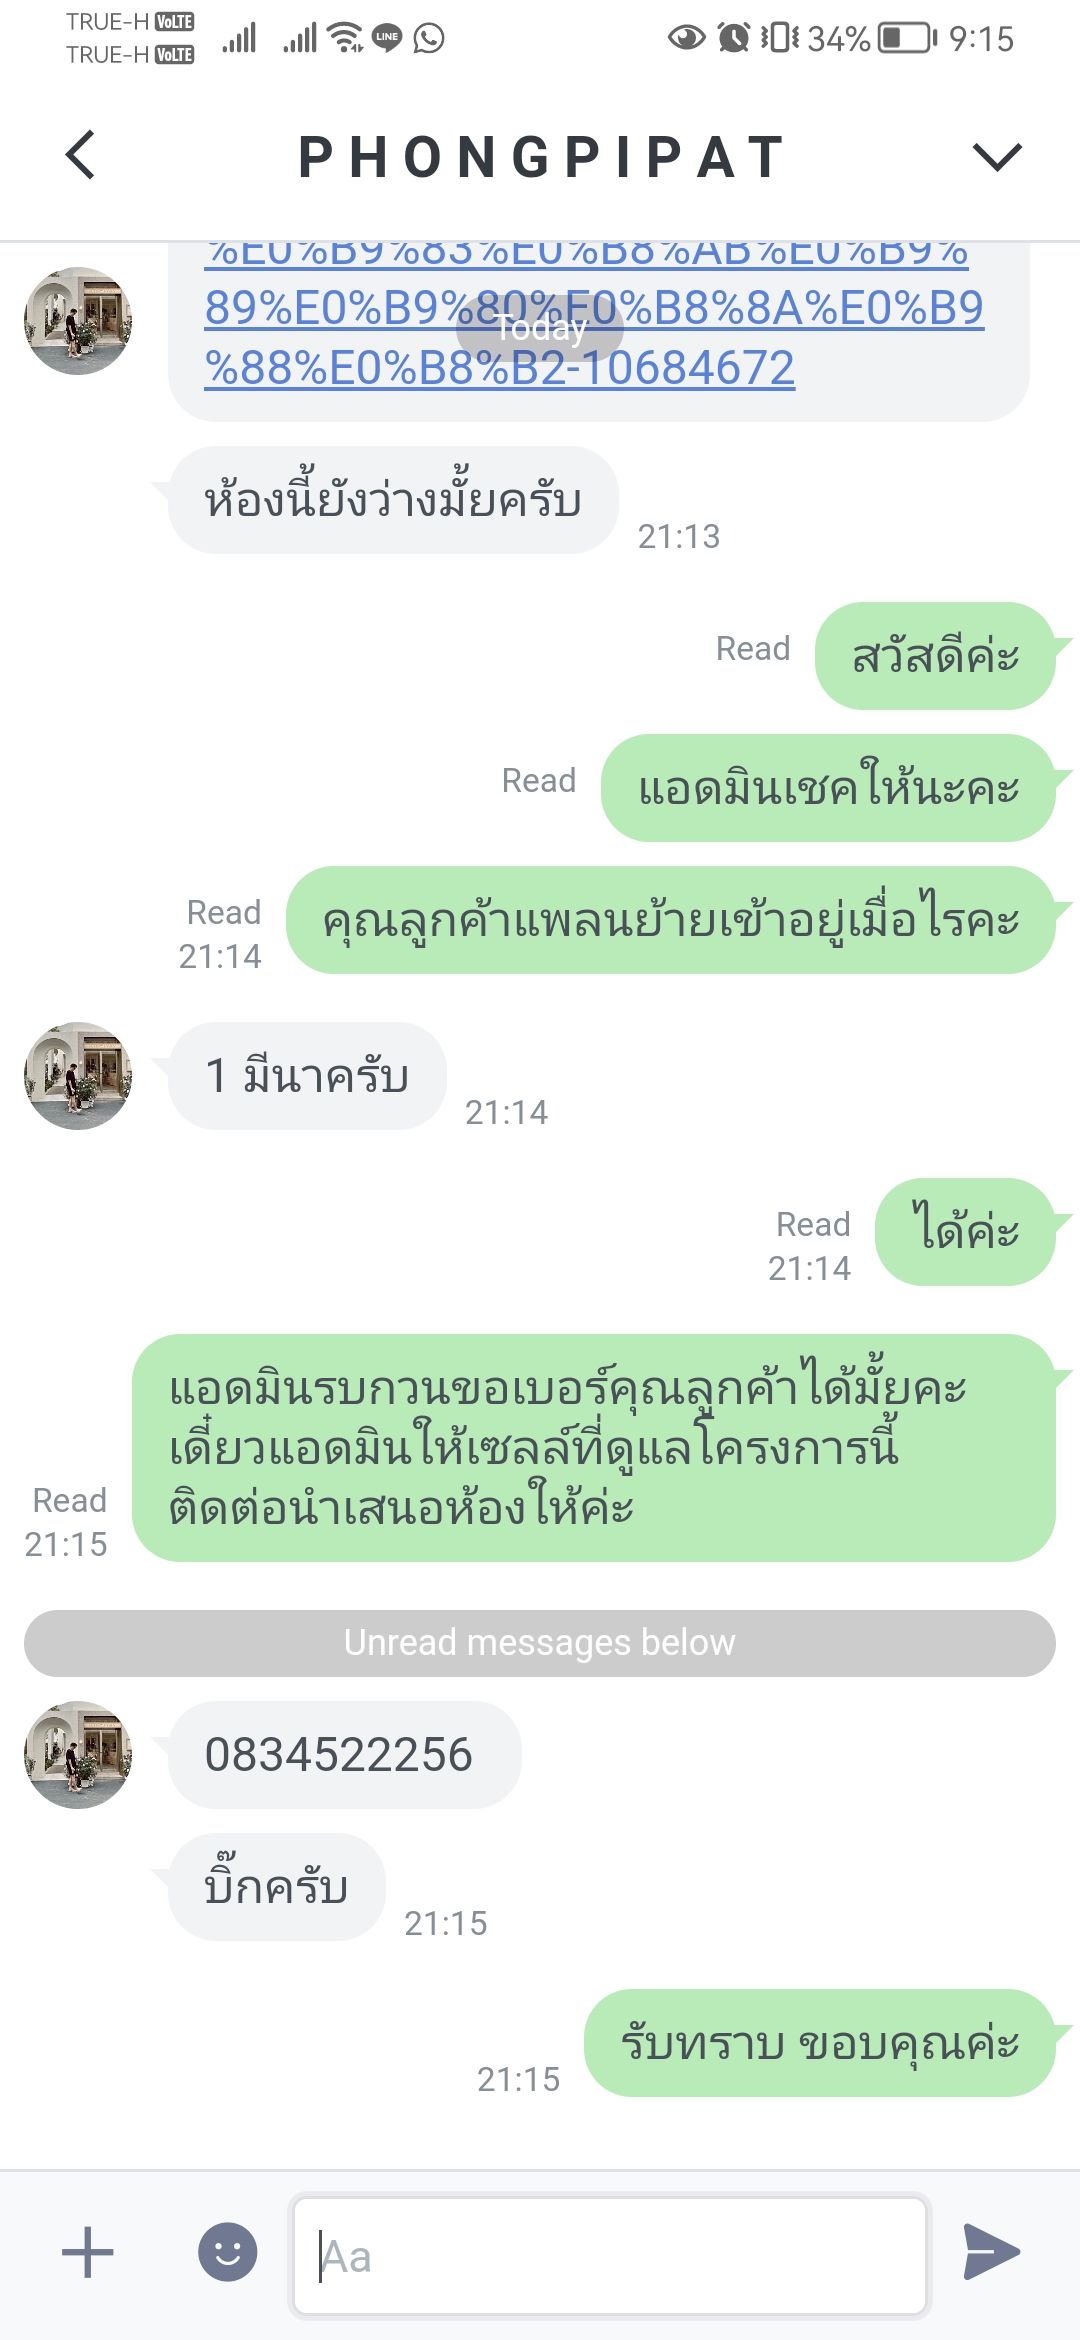 TRUE-H VoLTE
TRUE-H VoLTE
LINE
34% 9:15
PHONGPIPAT
%E0%B9%83%E0%B8%AB%E0%B9%
89%E0%B9%80%E0%B8%8A%E0%B9
Today
%88%E0%B8%B2-10684672
ห้องนี้ยังว่างมั้ยครับ
21:13
Read
สวัสดีค่ะ
Read
แอดมินเชคให้นะคะ
Read
21:14
คุณลูกค้าแพลนย้ายเข้าอยู่เมื่อไรคะ
1 มีนาครับ
21:14
Read
21:14
ได้ค่ะ
แอดมินรบกวนขอเบอร์คุณลูกค้าได้มั้ยคะ
เดี๋ยวแอดมินให้เซลล์ที่ดูแลโครงการนี้
ติดต่อนำเสนอห้องให้ค่ะ
Read
21:15
Unread messages below
0834522256
บิ๊กครับ
21:15
รับทราบ ขอบคุณค่ะ
21:15
Aa